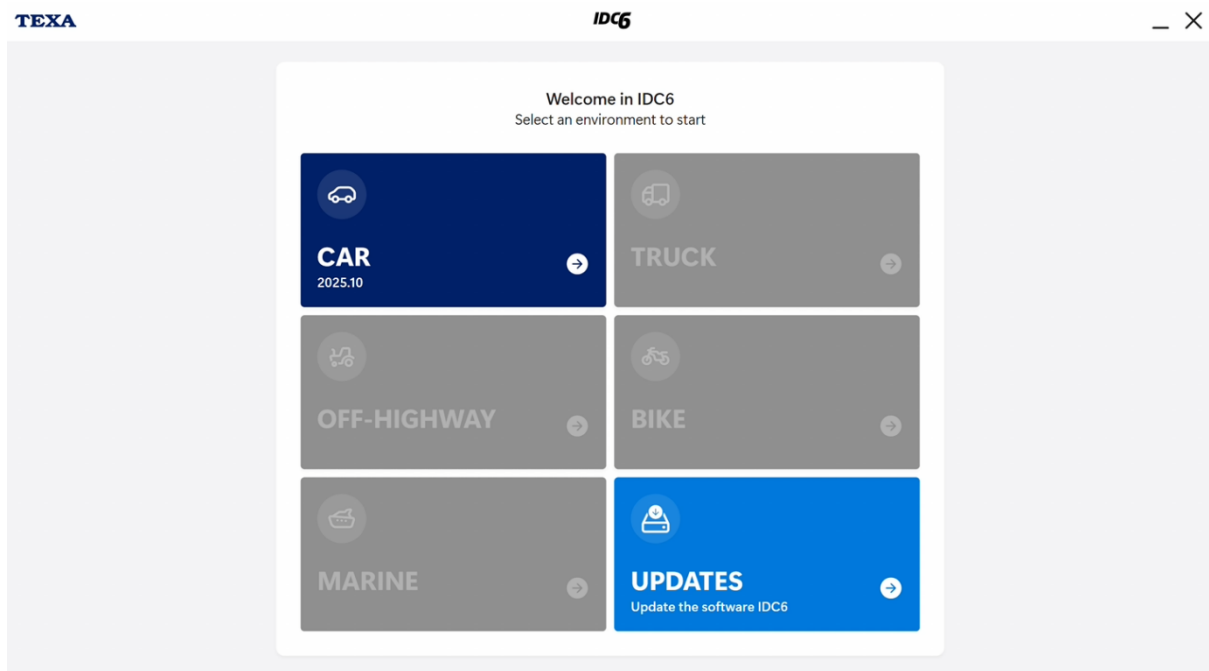 TEXA
IDC6
Welcome in IDC6
Select an environment to start
CAR
2025.10
TRUCK
OFF-HIGHWAY
BIKE
MARINE
UPDATES
Update the software IDC6